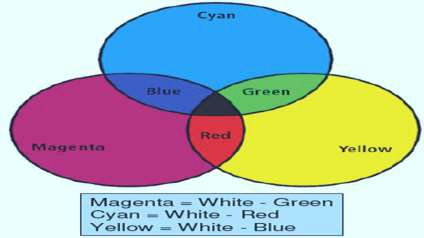 Cyan
Blue
Green
Red
Magenta
Yellow
Magenta = White - Green
Cyan = White - Red
Yellow = White - Blue